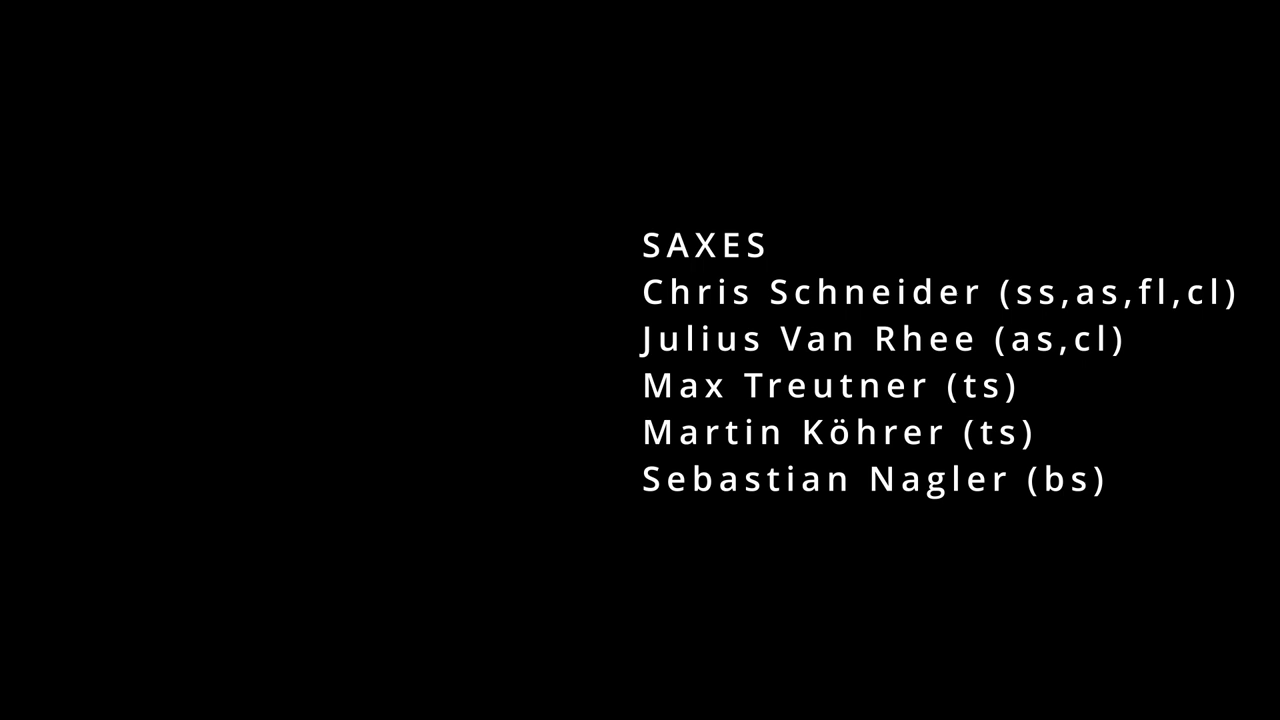 SAXES
Chris Schneider (ss,as,fl,cl)
Julius Van Rhee (as,cl)
Max Treutner (ts)
Martin Köhrer (ts)
Sebastian Nagler (bs)